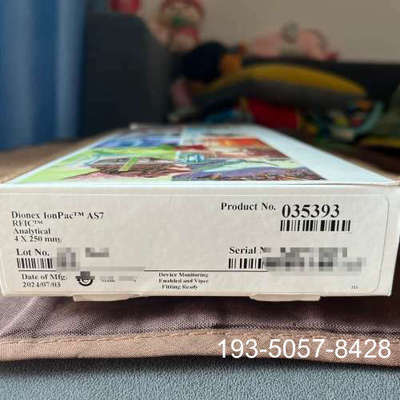 Dionex IonPac™ AS7
RFIC™
Analytical
4 X 250 mm
Product No. 035393
Lot No.
Serial N
Date of Mfg.
2024/07/03
Device Monitoring
Enabled and Viper
Fitting Ready
193-5057-8428